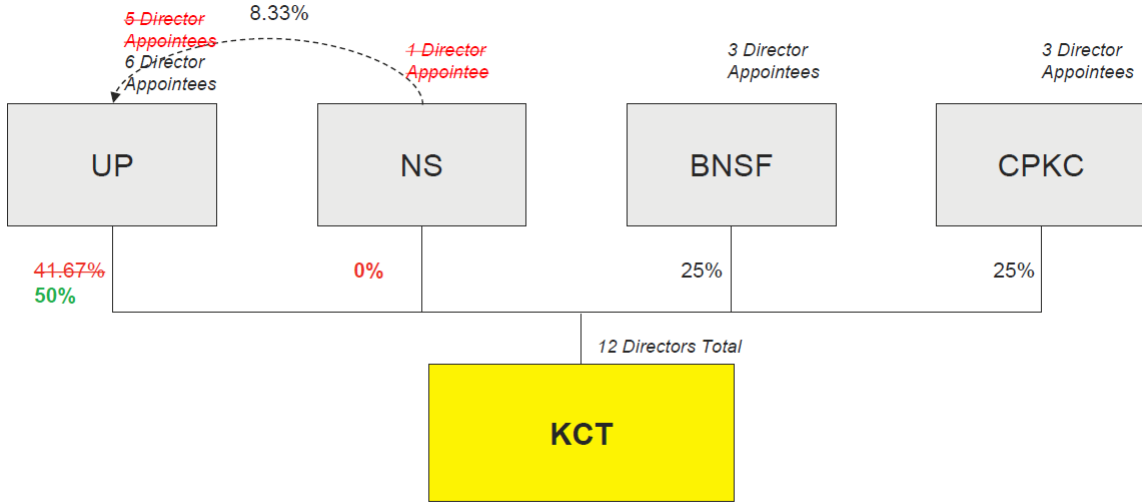 5 Director
Appointees
6 Director
Appointees
8.33%
1 Director
Appointee
3 Director
Appointees
3 Director
Appointees
UP
NS
BNSF
CPKC
41.67%
50%
0%
25%
25%
12 Directors Total
KCT